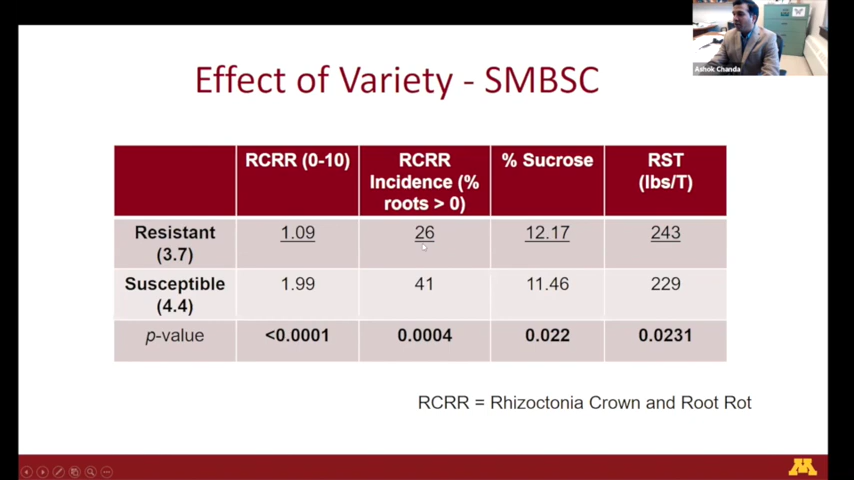 Ashok Chanda
Effect of Variety - SMBSC
RCRR (0-10)
RCRR
Incidence (%
roots > 0)
% Sucrose
RST
(lbs/T)
Resistant
(3.7)
1.09
26
12.17
243
Susceptible
(4.4)
1.99
41
11.46
229
p-value
<0.0001
0.0004
0.022
0.0231
RCRR = Rhizoctonia Crown and Root Rot
M